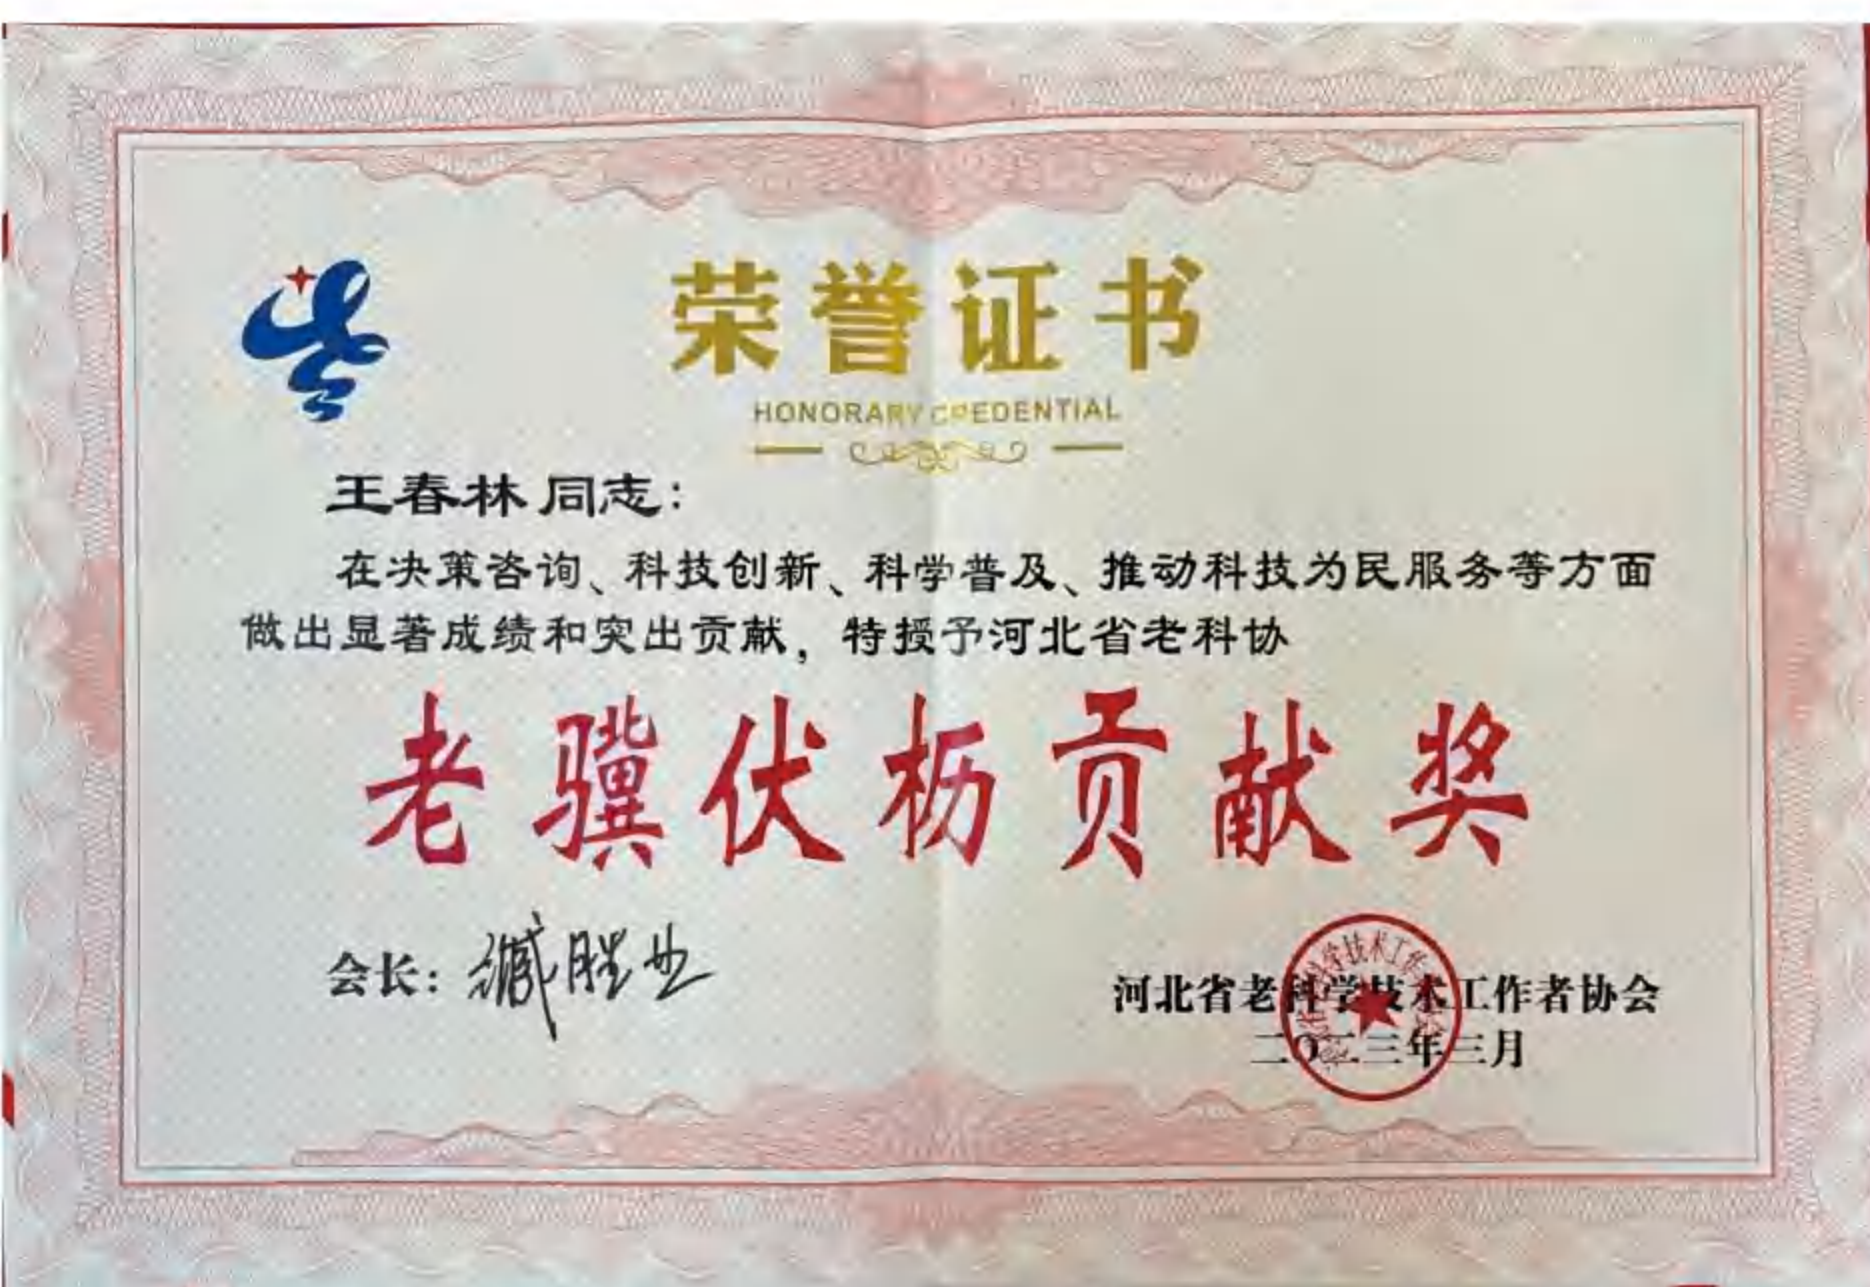 荣誉证书
HONORARY CREDENTIAL
王春林 同志：
在决策咨询、科技创新、科学普及、推动科技为民服务等方面
做出显著成绩和突出贡献，特授予河北省老科协
老骥伏枥贡献奖
会长：臧胜业
河北省老科学技术工作者协会
二〇二三年三月